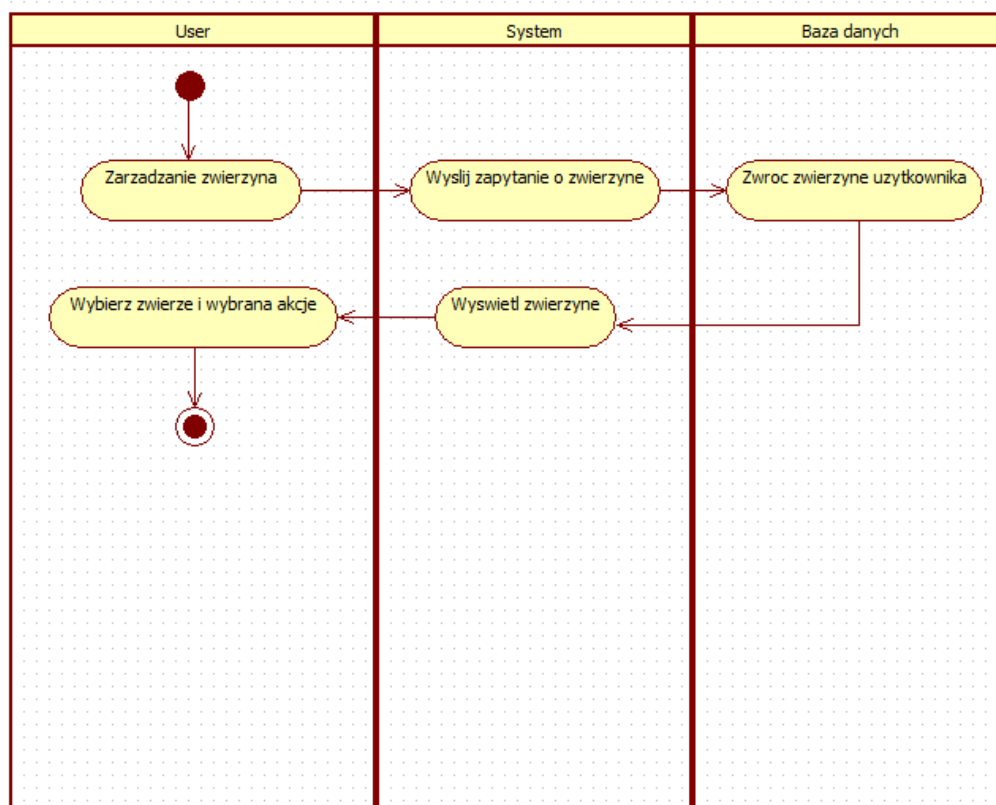 User
System
Baza danych
Zarzadzanie zwierzyna
Wyslij zapytanie o zwierzyne
Zwroc zwierzyne uzytkownika
Wybierz zwierze i wybrana akcje
Wyswietl zwierzyne